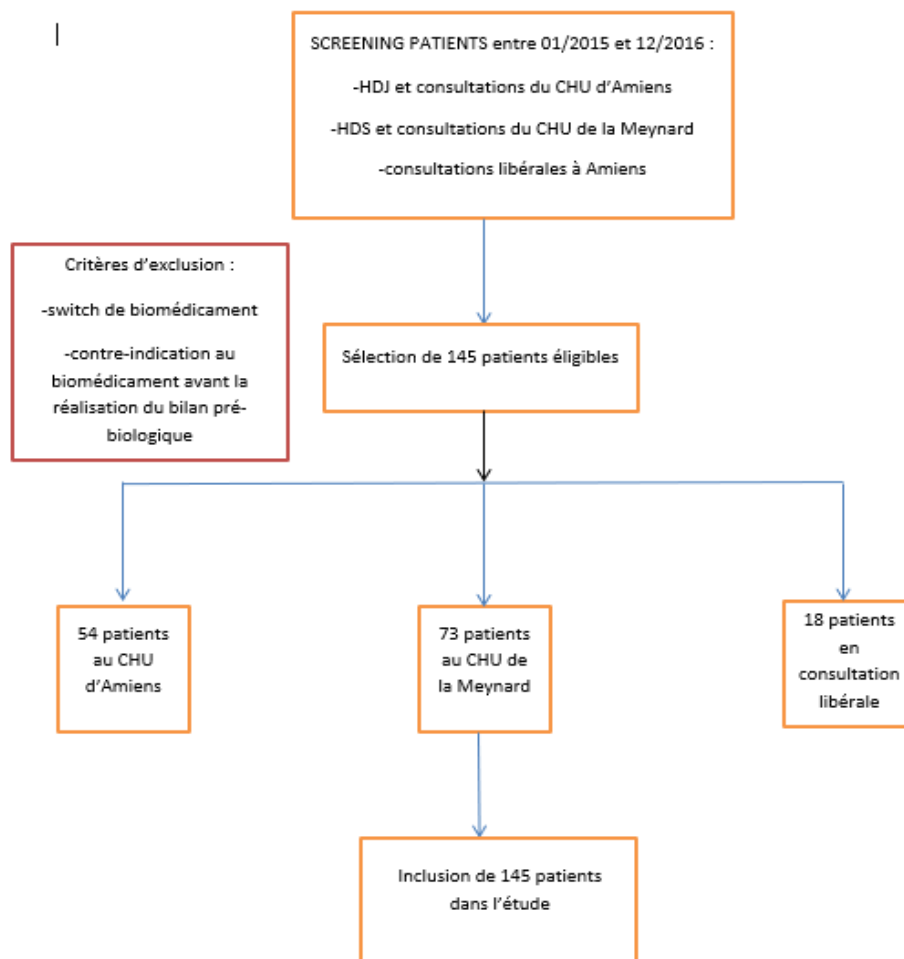 SCREENING PATIENTS entre 01/2015 et 12/2016 :
-HDJ et consultations du CHU d'Amiens
-HDS et consultations du CHU de la Meynard
-consultations libérales à Amiens
Critères d'exclusion :
-switch de biomédicament
-contre-indication au
biomédicament avant la
réalisation du bilan pré-
biologique
Sélection de 145 patients éligibles
54 patients
au CHU
d'Amiens
73 patients
au CHU de
la Meynard
18 patients
en
consultation
libérale
Inclusion de 145 patients
dans l'étude